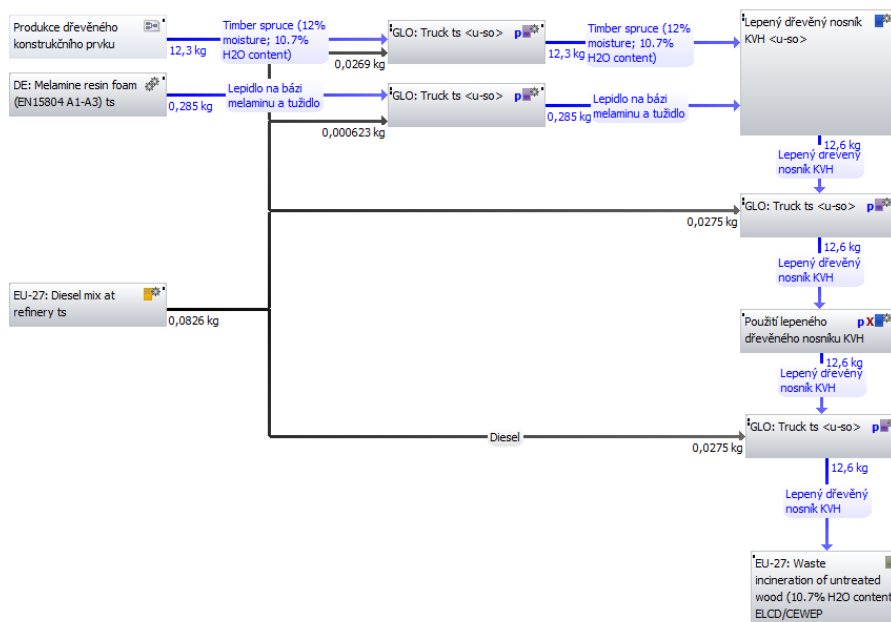 Produkce dřevěného
konstrukčního prvku
12,3 kg
Timber spruce (12%
moisture; 10.7%
H2O content)
GLO: Truck ts <u-so>
p
0,0269 kg
12,3 kg
Timber spruce (12%
moisture; 10.7%
H2O content)
Lepený dřevěný nosník
KVH <u-so>
DE: Melamine resin foam
(EN15804 A1-A3) ts
0,285 kg
Lepidlo na bázi
melaminu a tužidlo
GLO: Truck ts <u-so>
p
0,000623 kg
0,285 kg
Lepidlo na bázi
melaminu a tužidlo
12,6 kg
Lepený dřevěný
nosník KVH
GLO: Truck ts <u-so>
p
0,0275 kg
12,6 kg
Lepený dřevěný
nosník KVH
EU-27: Diesel mix at
refinery ts
0,0826 kg
Použití lepeného
dřevěného nosníku KVH
p X
12,6 kg
Lepený dřevěný
nosník KVH
GLO: Truck ts <u-so>
p
Diesel
0,0275 kg
12,6 kg
Lepený dřevěný
nosník KVH
EU-27: Waste
incineration of untreated
wood (10.7% H2O content
ELCD/CEWEP